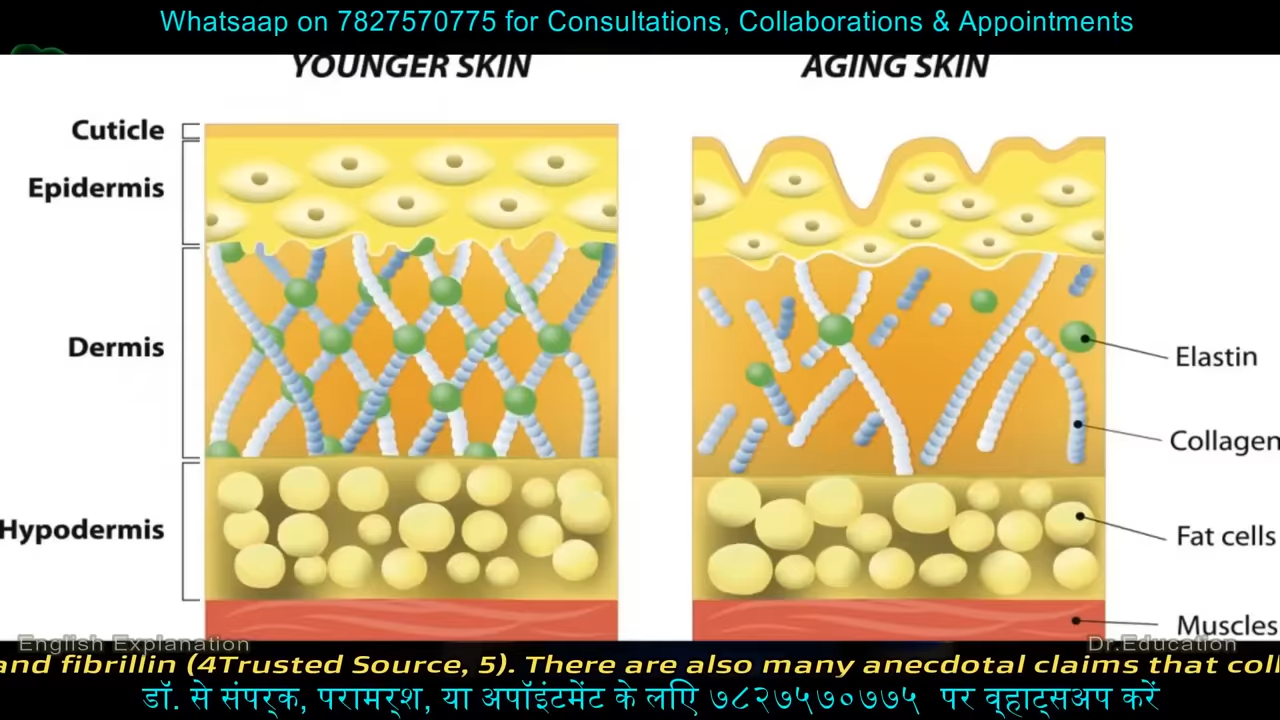 Whatsaap on 7827570775 for Consultations, Collaborations & Appointments
YOUNGER SKIN
AGING SKIN
Cuticle
Epidermis
Dermis
Hypodermis
Elastin
Collagen
Fat cells
Muscles
English Explanation
Dr.Education
and fibrillin (4Trusted Source, 5). There are also many anecdotal claims that coll
डॉ. से संपर्क, परामर्श, या अपॉइंटमेंट के लिए ७८२७५७०७७५ पर व्हाट्सअप करें